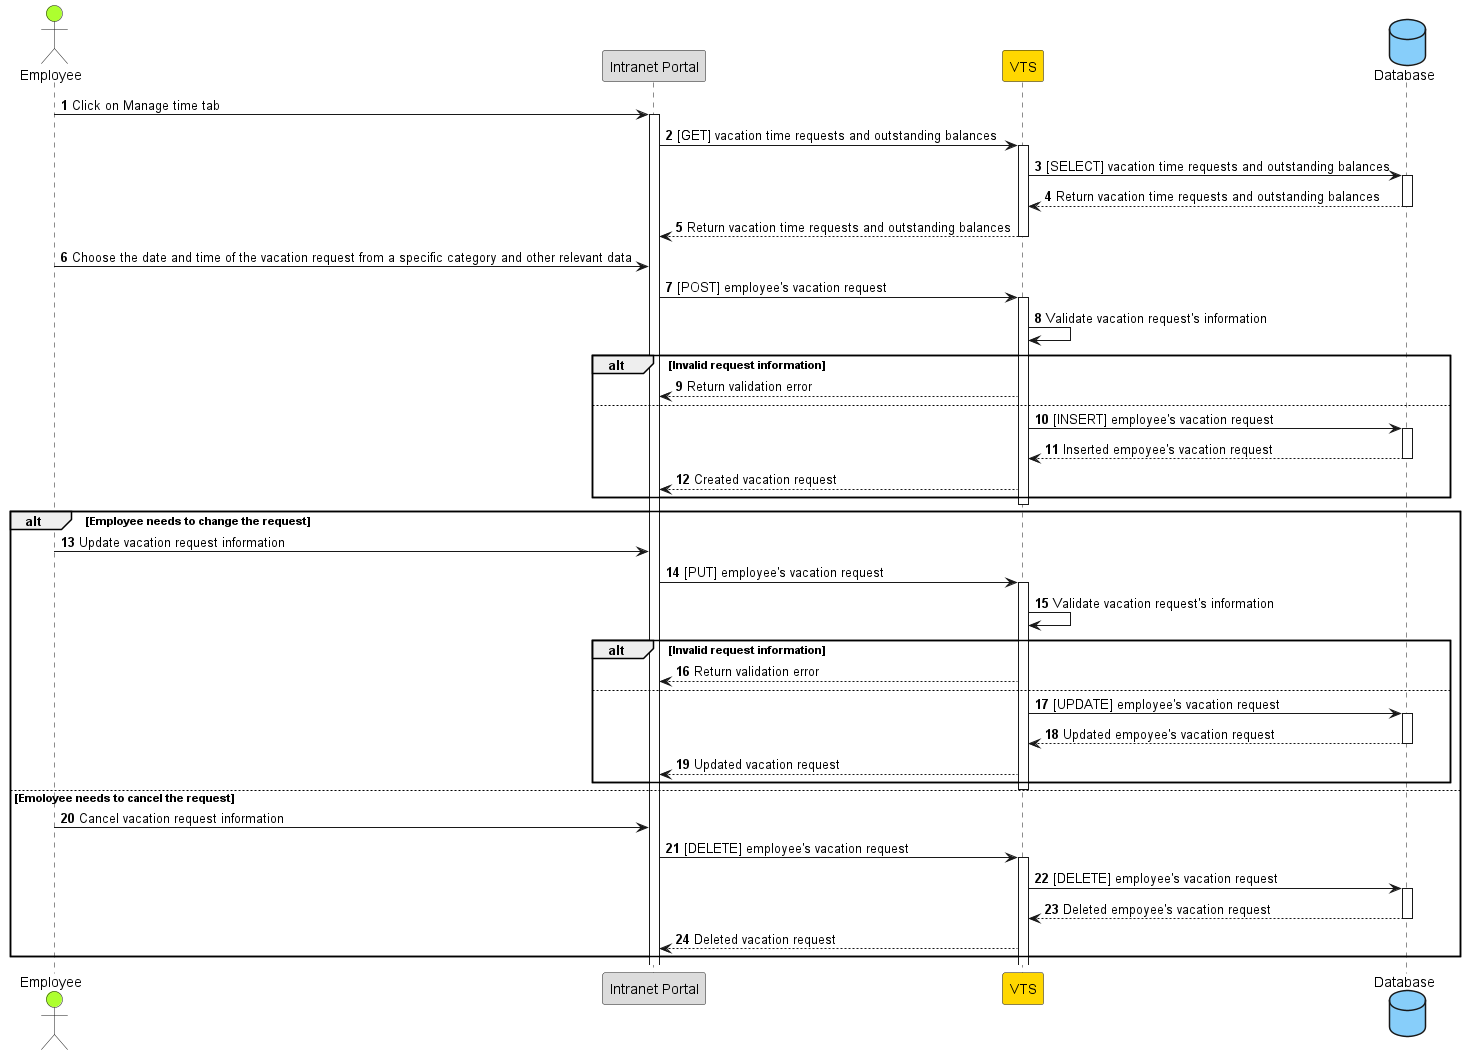 Employee
Intranet Portal
VTS
Database
1 Click on Manage time tab
2 [GET] vacation time requests and outstanding balances
3 [SELECT] vacation time requests and outstanding balances
4 Return vacation time requests and outstanding balances
5 Return vacation time requests and outstanding balances
6 Choose the date and time of the vacation request from a specific category and other relevant data
7 [POST] employee's vacation request
8 Validate vacation request's information
alt [Invalid request information]
9 Return validation error
10 [INSERT] employee's vacation request
11 Inserted empoyee's vacation request
12 Created vacation request
alt [Employee needs to change the request]
13 Update vacation request information
14 [PUT] employee's vacation request
15 Validate vacation request's information
alt [Invalid request information]
16 Return validation error
17 [UPDATE] employee's vacation request
18 Updated empoyee's vacation request
19 Updated vacation request
[Emoloyee needs to cancel the request]
20 Cancel vacation request information
21 [DELETE] employee's vacation request
22 [DELETE] employee's vacation request
23 Deleted empoyee's vacation request
24 Deleted vacation request
Employee
Intranet Portal
VTS
Database